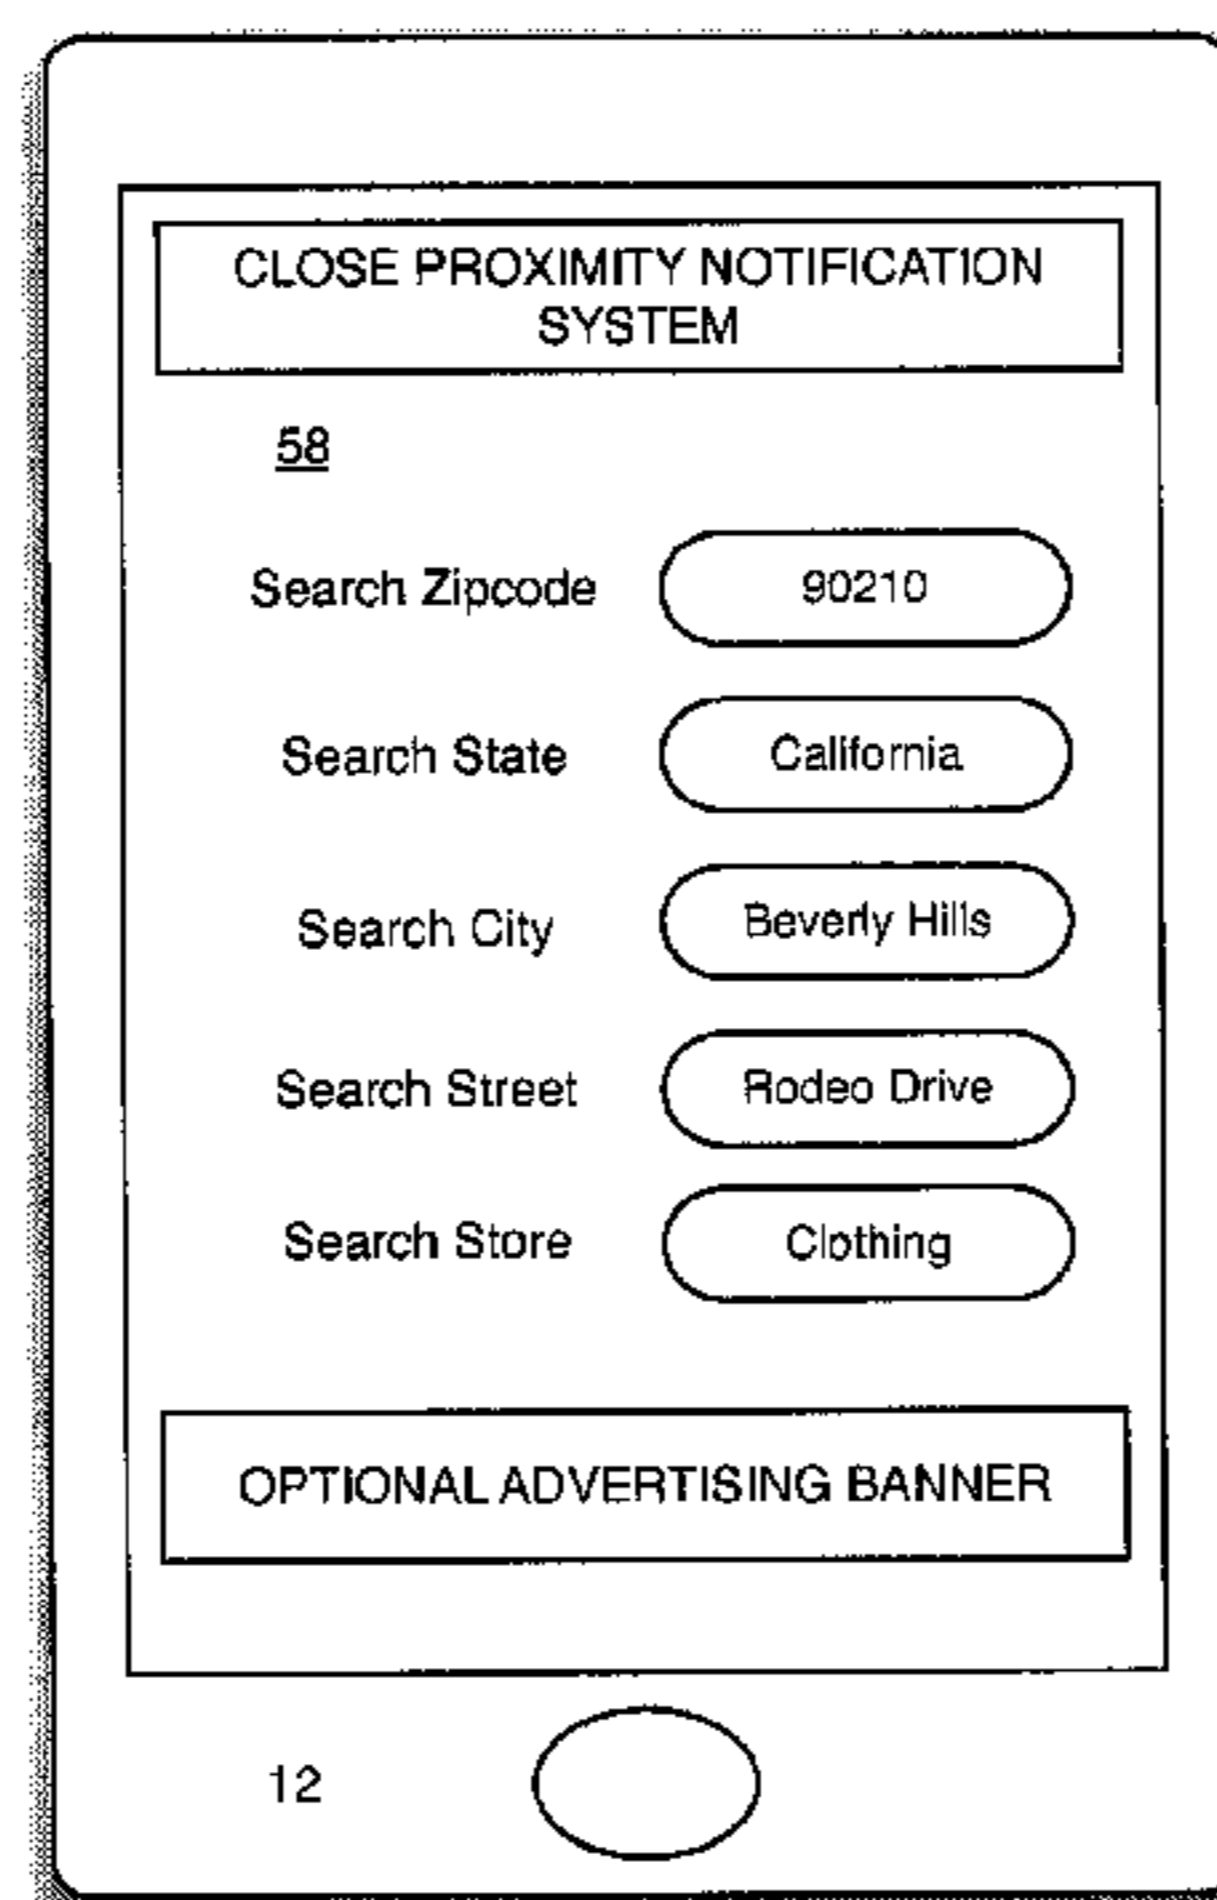 CLOSE PROXIMITY NOTIFICATION
SYSTEM
58
Search Zipcode 90210
Search State California
Search City Beverly Hills
Search Street Rodeo Drive
Search Store Clothing
OPTIONAL ADVERTISING BANNER
12